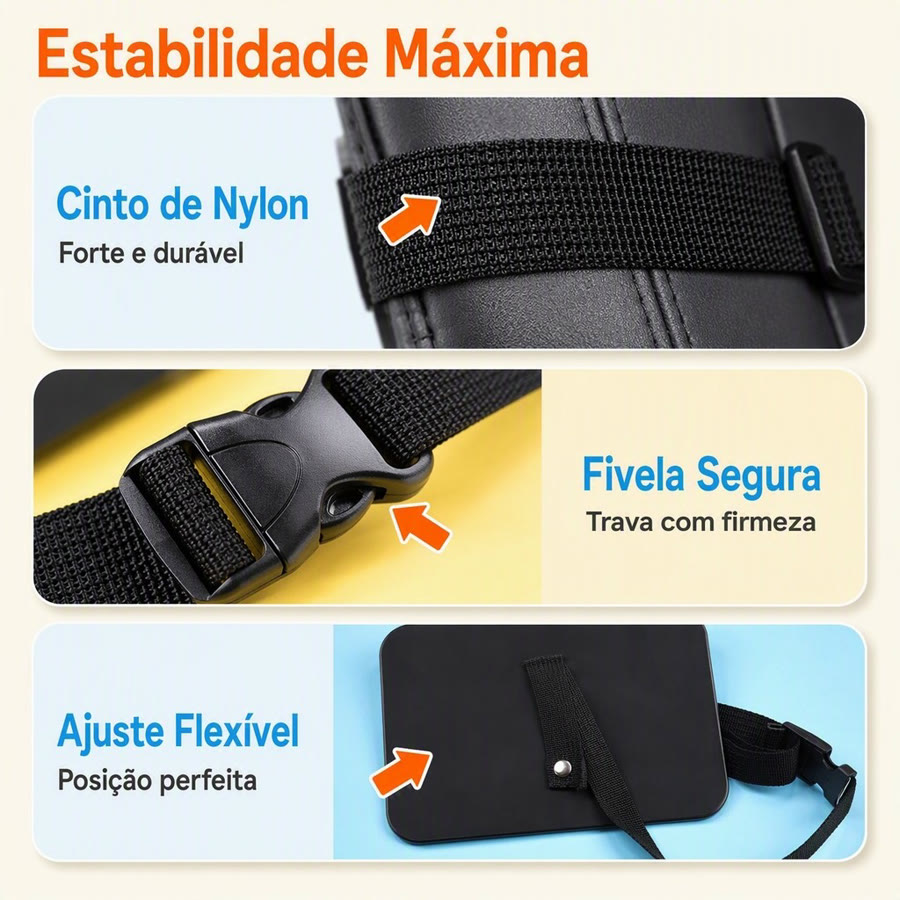 Estabilidade Máxima
Cinto de Nylon
Forte e durável
Fivela Segura
Trava com firmeza
Ajuste Flexível
Posição perfeita